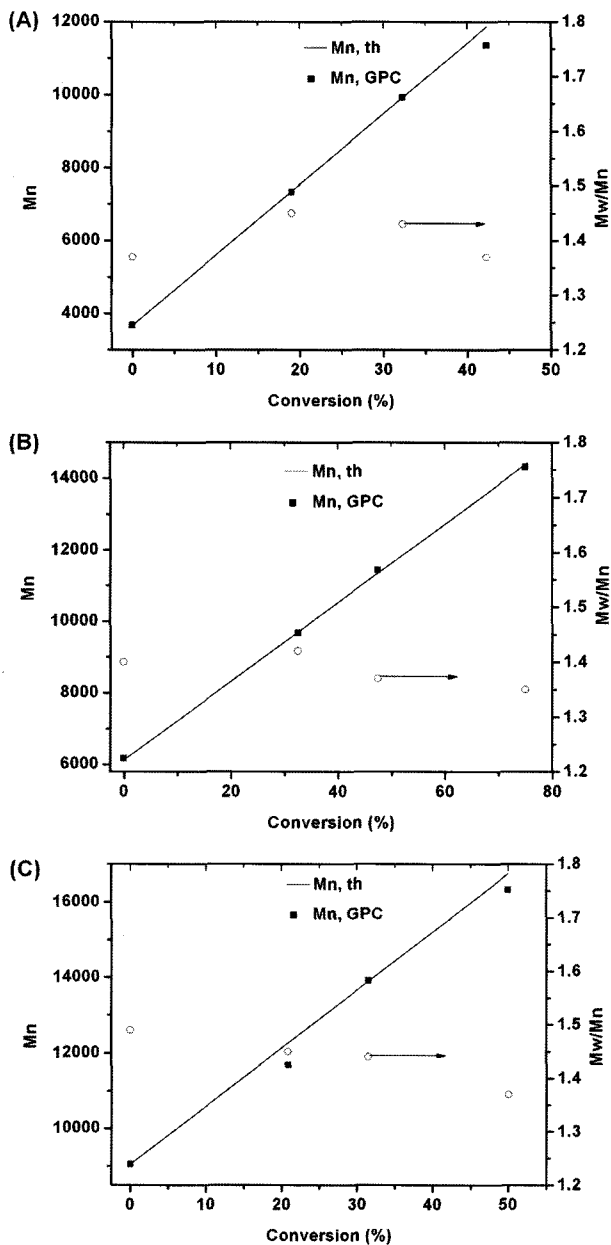 (A)
12000
10000
8000
6000
4000
Mn
Mn, th
Mn, GPC
1.8
1.7
1.6
1.5
1.4
1.3
1.2
Mw/Mn
0 10 20 30 40 50
Conversion (%)
(B)
14000
12000
10000
8000
6000
Mn
Mn, th
Mn, GPC
1.8
1.7
1.6
1.5
1.4
1.3
1.2
Mw/Mn
0 20 40 60 80
Conversion (%)
(C)
16000
14000
12000
10000
Mn
Mn, th
Mn, GPC
1.8
1.7
1.6
1.5
1.4
1.3
1.2
Mw/Mn
0 10 20 30 40 50
Conversion (%)